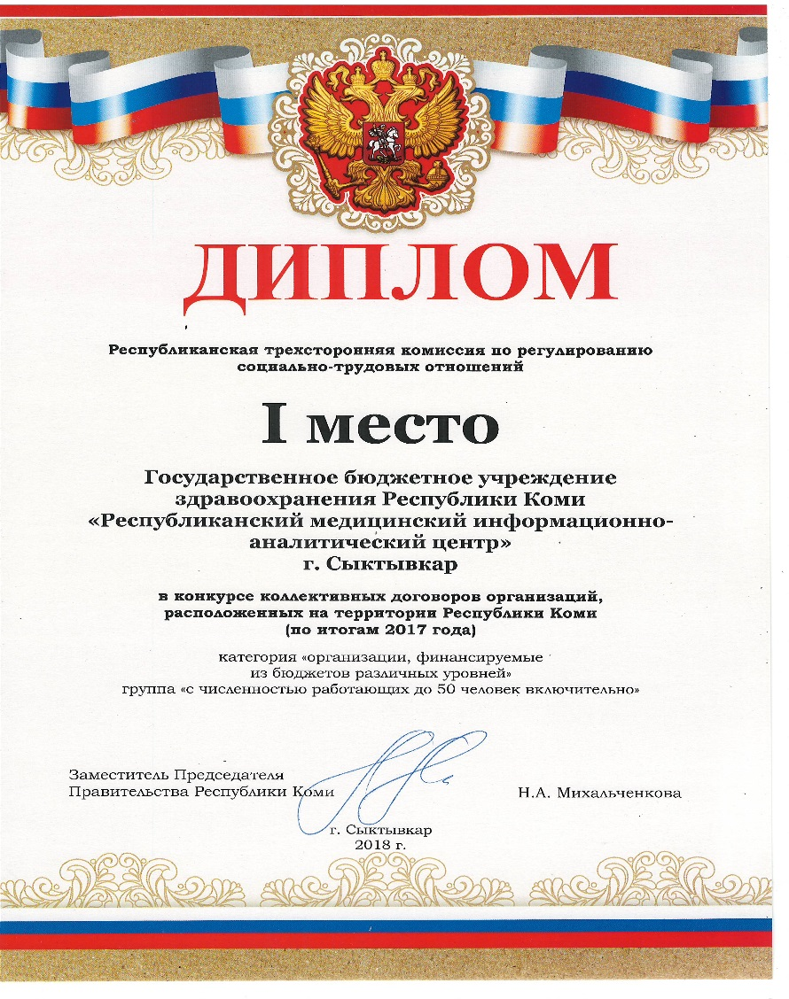 ДИПЛОМ
Республиканская трехсторонняя комиссия по регулированию
социально-трудовых отношений
I место
Государственное бюджетное учреждение
здравоохранения Республики Коми
«Республиканский медицинский информационно-
аналитический центр»
г. Сыктывкар
в конкурсе коллективных договоров организаций,
расположенных на территории Республики Коми
(по итогам 2017 года)
категория «организации, финансируемые
из бюджетов различных уровней»
группа «с численностью работающих до 50 человек включительно»
Заместитель Председателя
Правительства Республики Коми
Н.А. Михальченкова
г. Сыктывкар
2018 г.